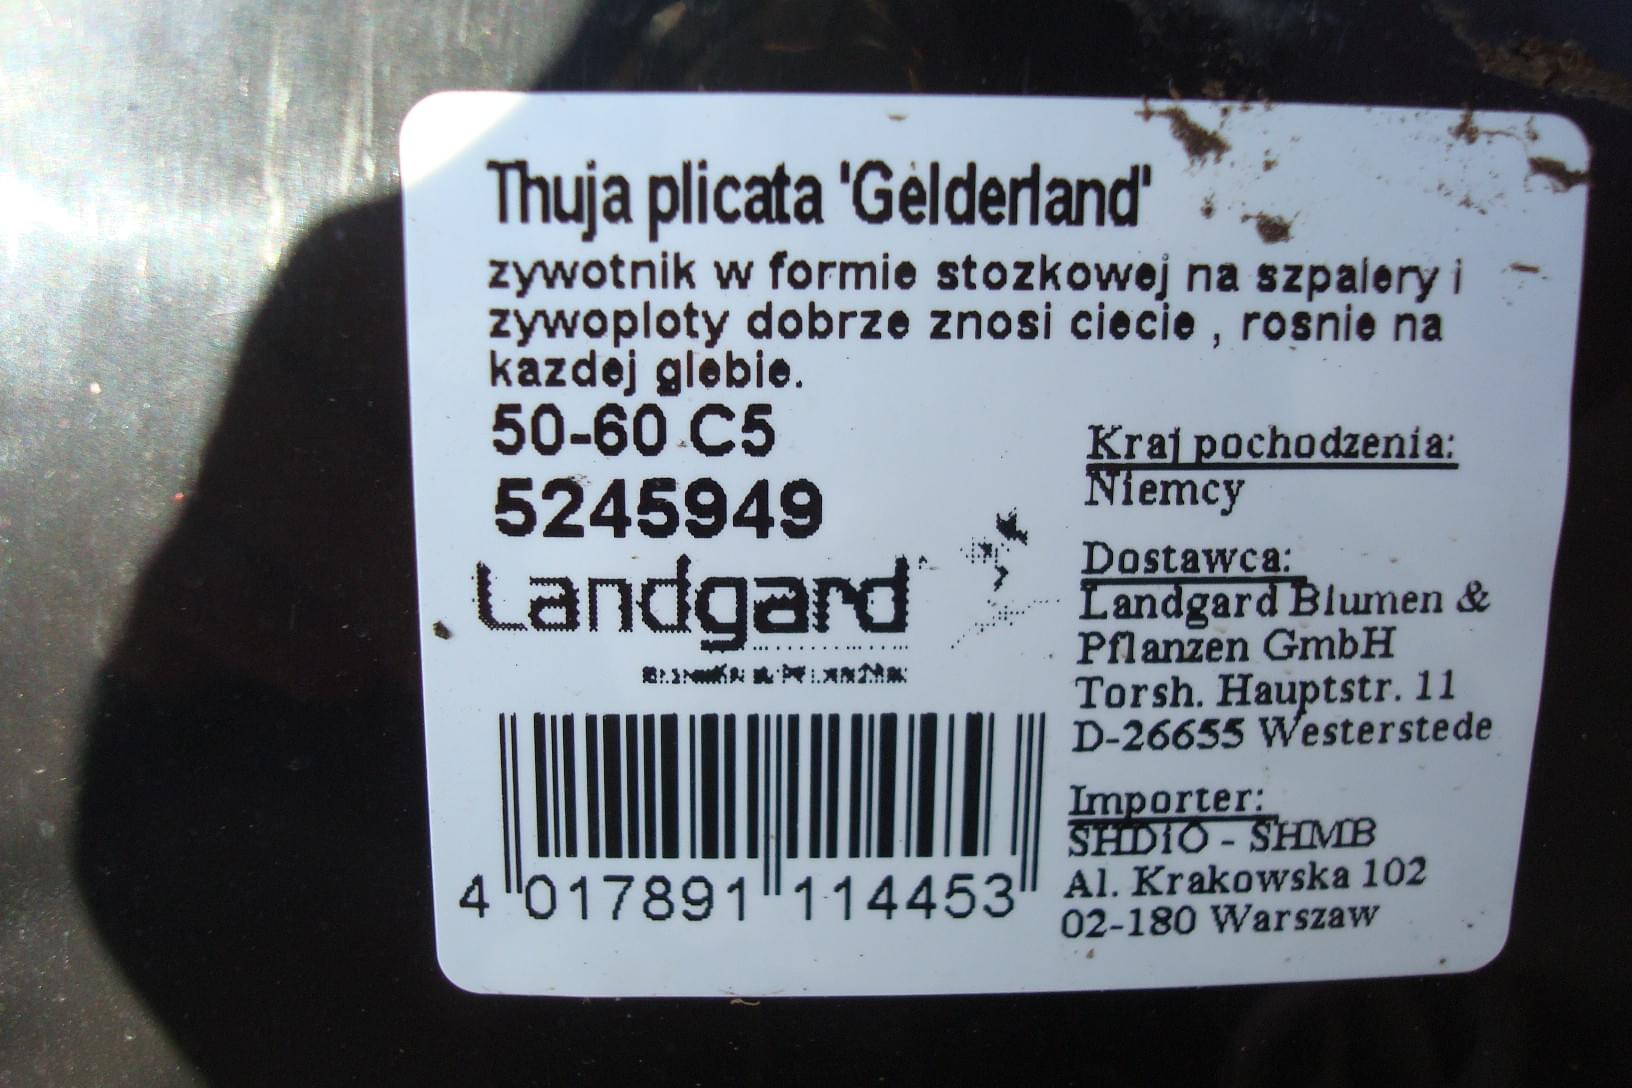 Thuja plicata 'Gelderland'
zywotnik w formie stozkowej na szpalery i
zywoploty dobrze znosi ciecie , rosnie na
kazdej glebie.
50-60 C5
5245949
Landgard
4 017891 114453
Kraj pochodzenia:
Niemcy
Dostawca:
Landgard Blumen &
Pflanzen GmbH
Torsh. Hauptstr. 11
D-26655 Westerstede
Importer:
SHDiO - SHMB
Al. Krakowska 102
02-180 Warszaw